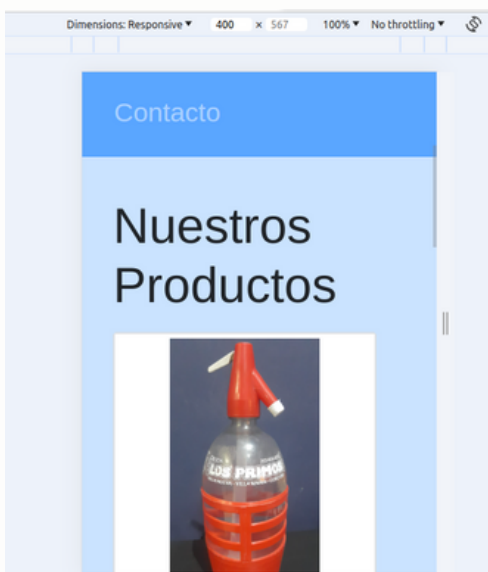 Dimensions: Responsive ▼ 400 × 567 100% ▼ No throttling ▼
Contacto
Nuestros
Productos
LOS PRIMOS